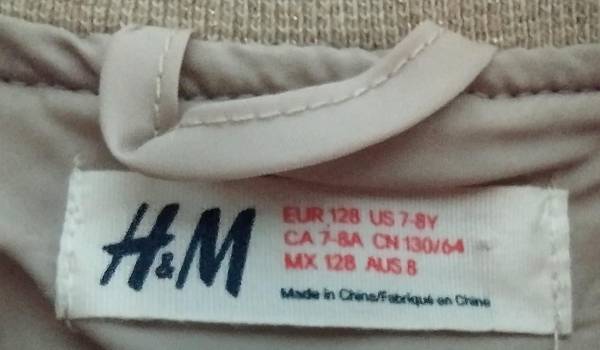 H&M
EUR 128 US 7-8Y
CA 7-8A CN 130/64
MX 128 AUS 8
Made in China/Fabriqué en Chine